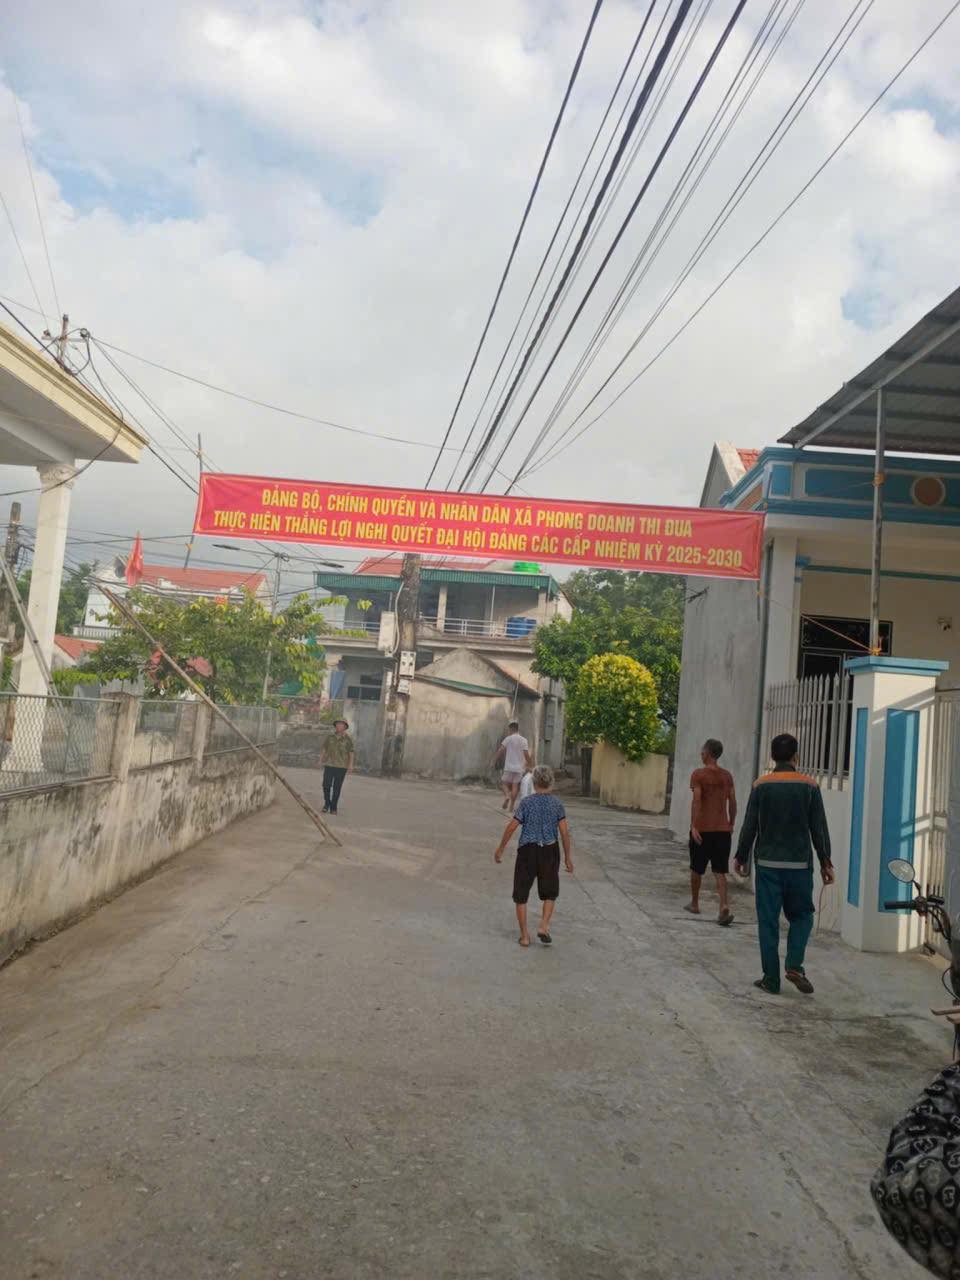 ĐẢNG BỘ, CHÍNH QUYỀN VÀ NHÂN DÂN XÃ PHONG DOANH THI ĐUA
THỰC HIỆN THẮNG LỢI NGHỊ QUYẾT ĐẠI HỘI ĐẢNG CÁC CẤP NHIỆM KỲ 2025-2030